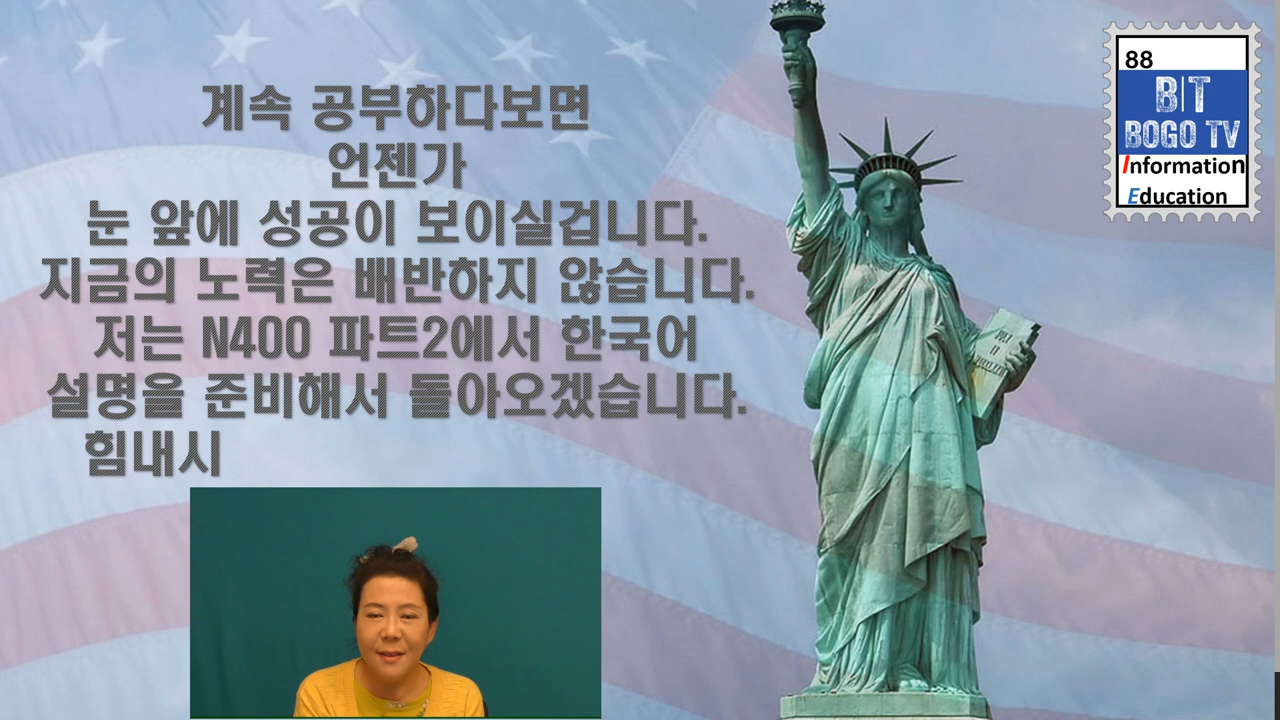 계속 공부하다보면
언젠가
눈 앞에 성공이 보이실겁니다.
지금의 노력은 배반하지 않습니다.
저는 N400 파트2에서 한국어
설명을 준비해서 돌아오겠습니다.
힘내시
88
B|T
BOGO TV
Information
Education